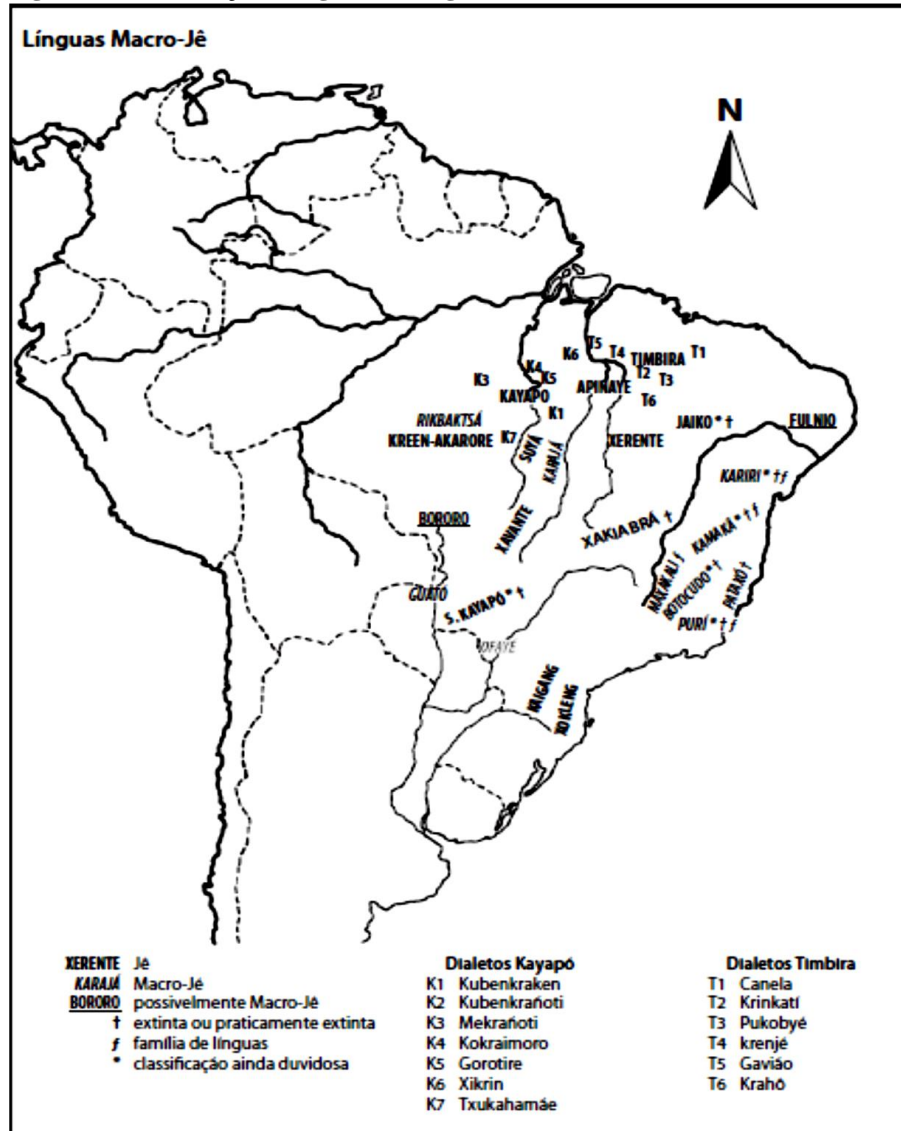 Línguas Macro-Jê
N
T5
K6
T4
TIMBIRA
T1
K4
T2
K3
K5
T3
APINAYE
KAYAPO
T6
RIKBAKTSÁ
K1
JAIKO * †
FULNIO
KREEN-AKARORE
K7
SUYA
KARAJÁ
XERENTE
KARIRI * † ƒ
BORORO
XAVANTE
XAKIABRÁ †
KAMAKÃ * † ƒ
MAXAKALÍ ƒ
BOTOCUDO * †
PATAXÓ †
GUATÓ
S. KAYAPÓ * †
PURÍ * † ƒ
OFAYE
KAIGANG
XOKLENG
XERENTE Jê
KARAJÁ Macro-Jê
BORORO possivelmente Macro-Jê
† extinta ou praticamente extinta
ƒ família de línguas
* classificação ainda duvidosa
Dialetos Kayapó
K1 Kubenkraken
K2 Kubenkrañoti
K3 Mekrañoti
K4 Kokraimoro
K5 Gorotire
K6 Xikrin
K7 Txukahamáe
Dialetos Timbira
T1 Canela
T2 Krinkatí
T3 Pukobyé
T4 krenjé
T5 Gavião
T6 Krahô